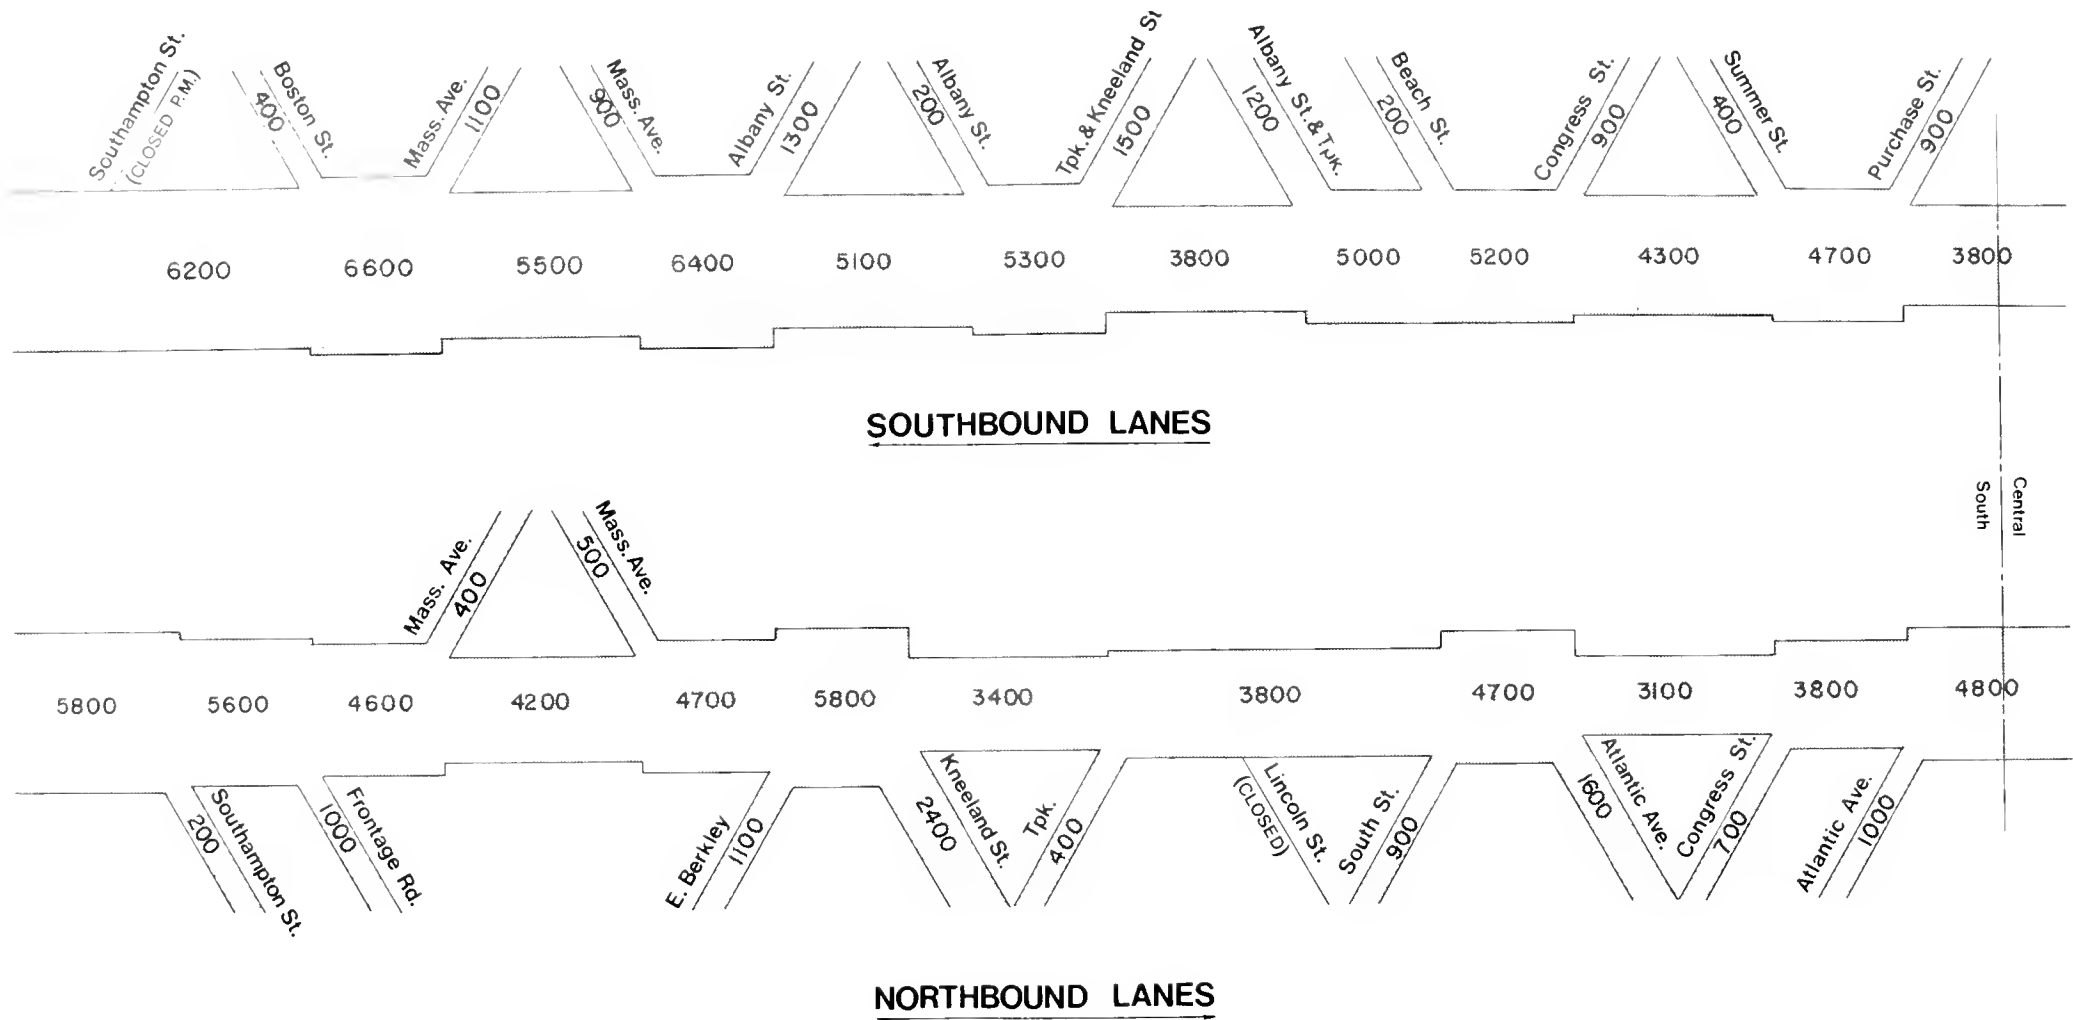 Southampton St.
(CLOSED P.M.)
400
Boston St.
Mass. Ave.
1100
900
Mass. Ave.
Albany St.
1300
200
Albany St.
Tpk. & Kneeland St
1500
1200
Albany St. & Tpk.
200
Beach St.
Congress St.
900
400
Summer St.
Purchase St.
900
6200
6600
5500
6400
5100
5300
3800
5000
5200
4300
4700
3800
SOUTHBOUND LANES
South
Central
Mass. Ave.
400
500
Mass. Ave.
5800
5600
4600
4200
4700
5800
3400
3800
4700
3100
3800
4800
200
Southampton St.
1000
Frontage Rd.
E. Berkley
1100
2400
Kneeland St.
Tpk.
400
(CLOSED)
Lincoln St.
South St.
900
1600
Atlantic Ave.
Congress St.
700
Atlantic Ave.
1000
NORTHBOUND LANES